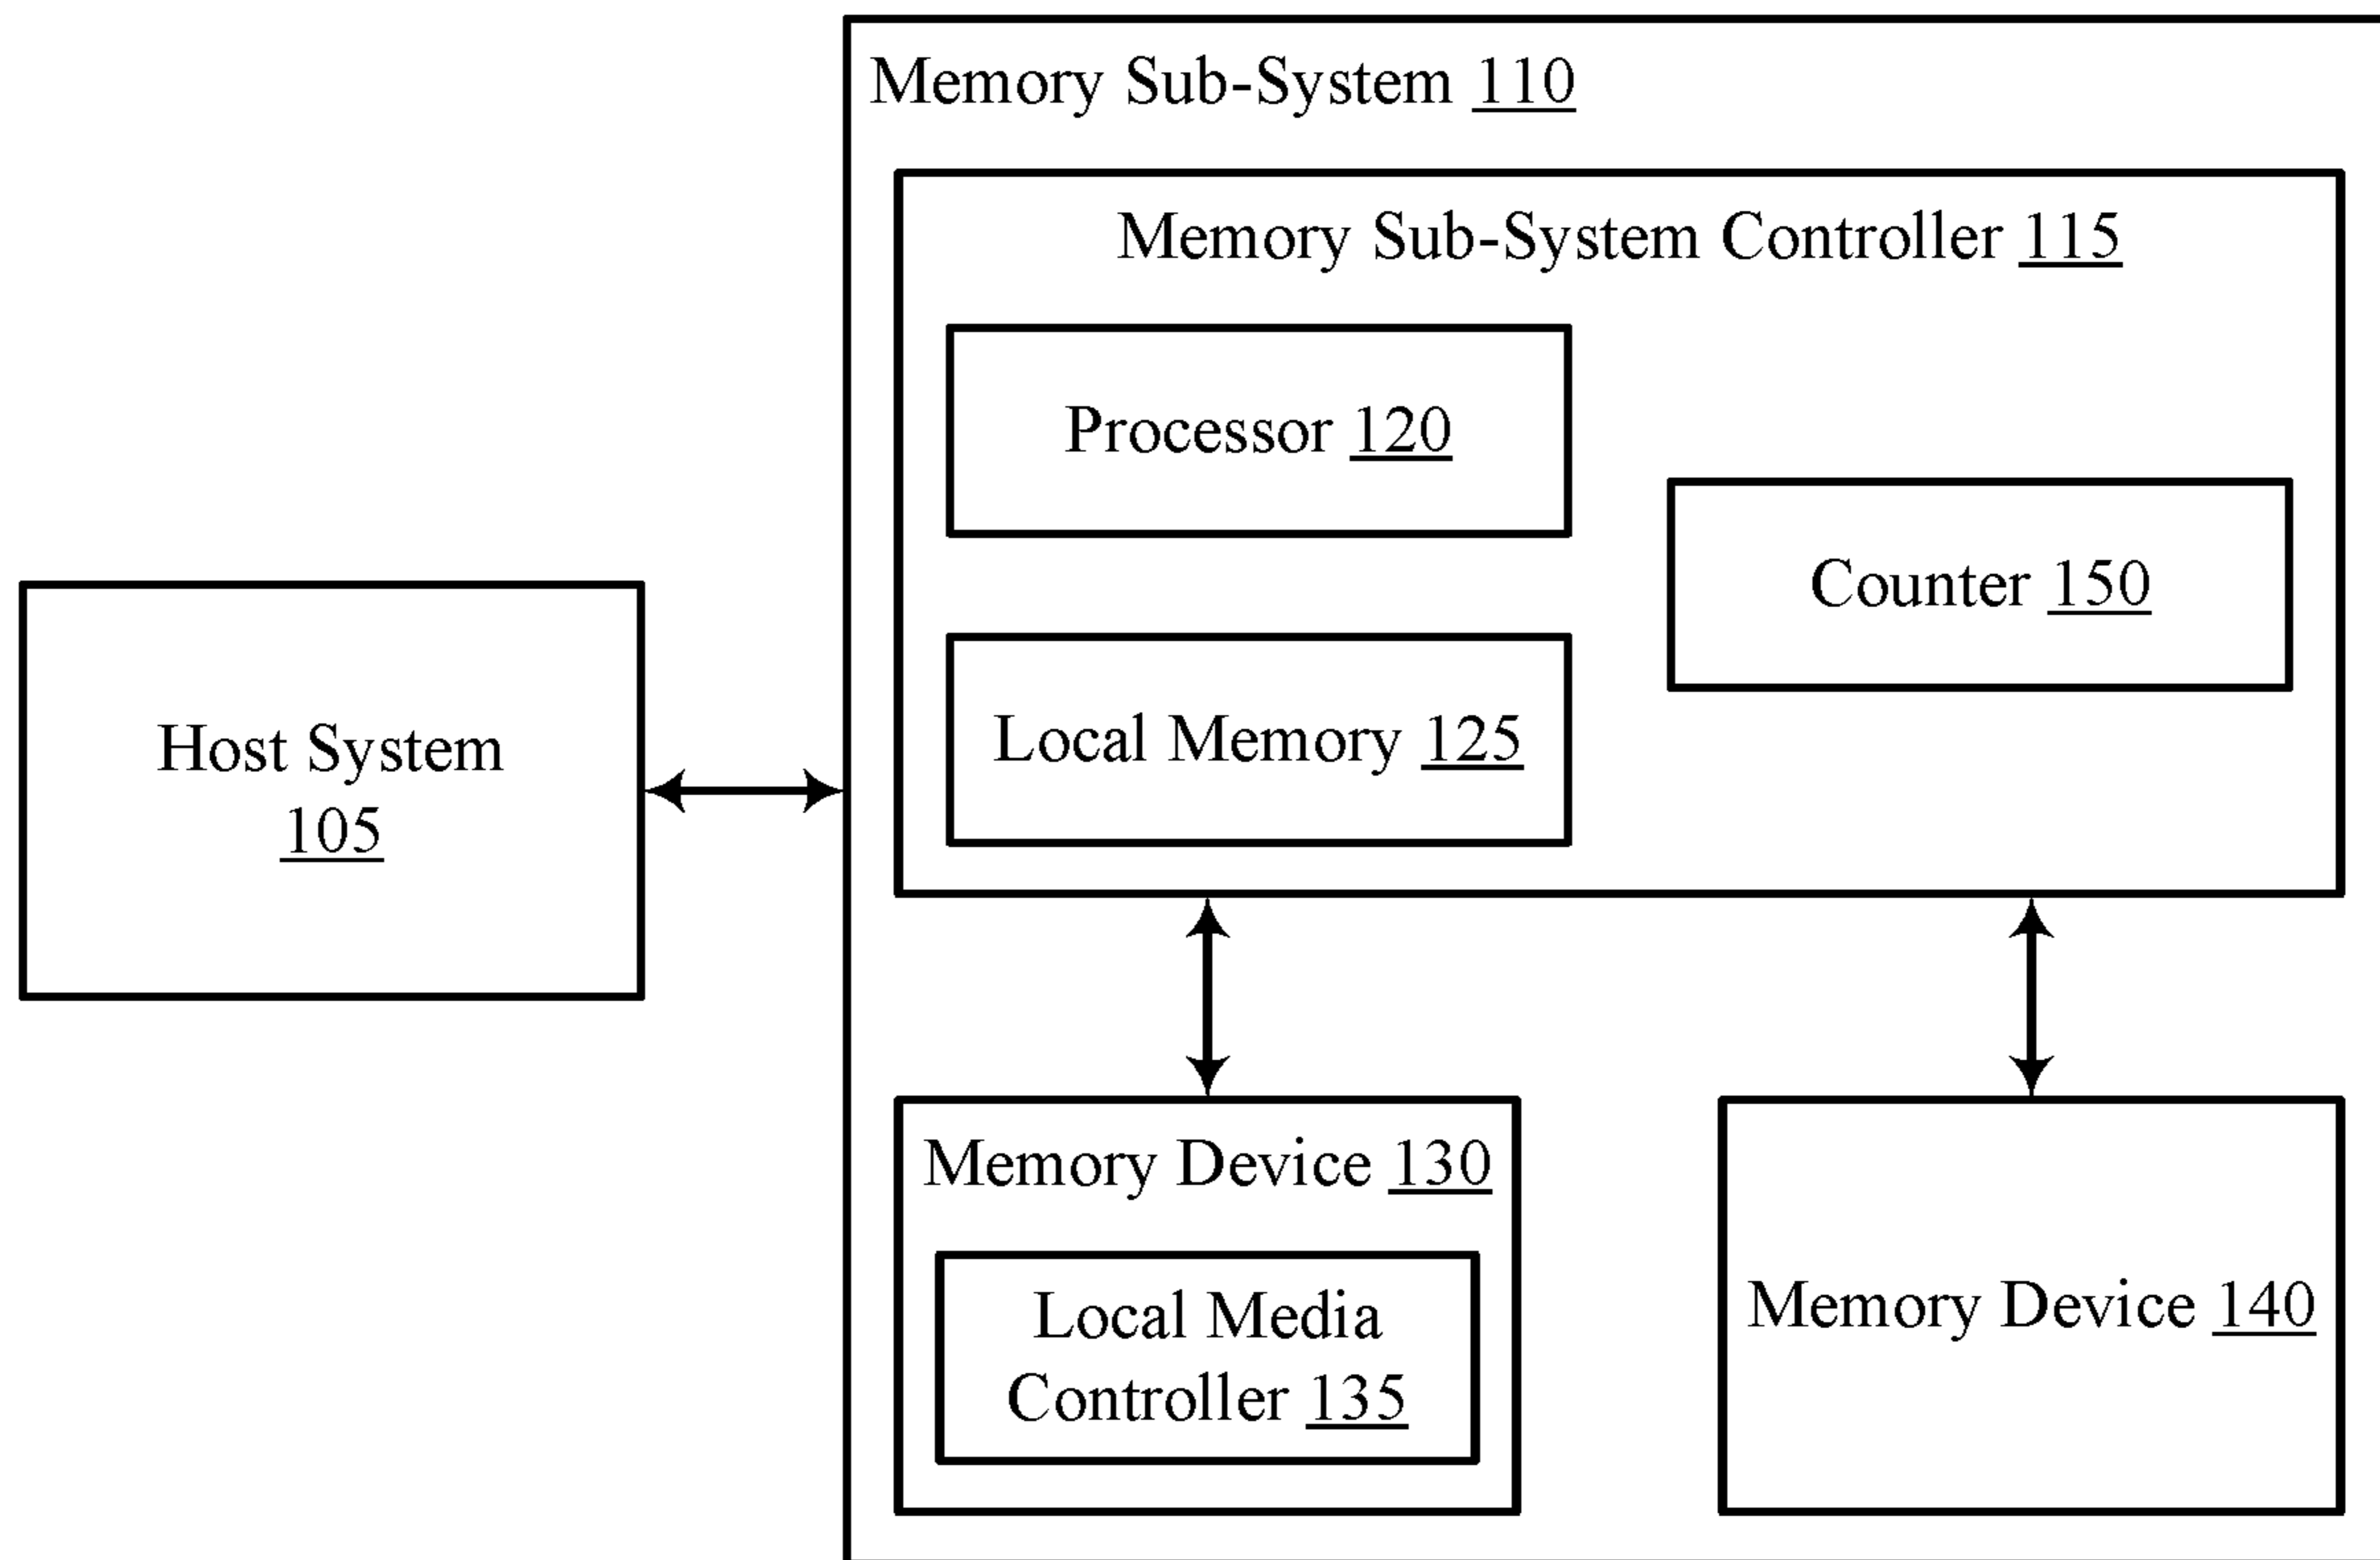 Memory Sub-System 110
Memory Sub-System Controller 115
Processor 120
Counter 150
Local Memory 125
Host System
105
Memory Device 130
Local Media
Controller 135
Memory Device 140